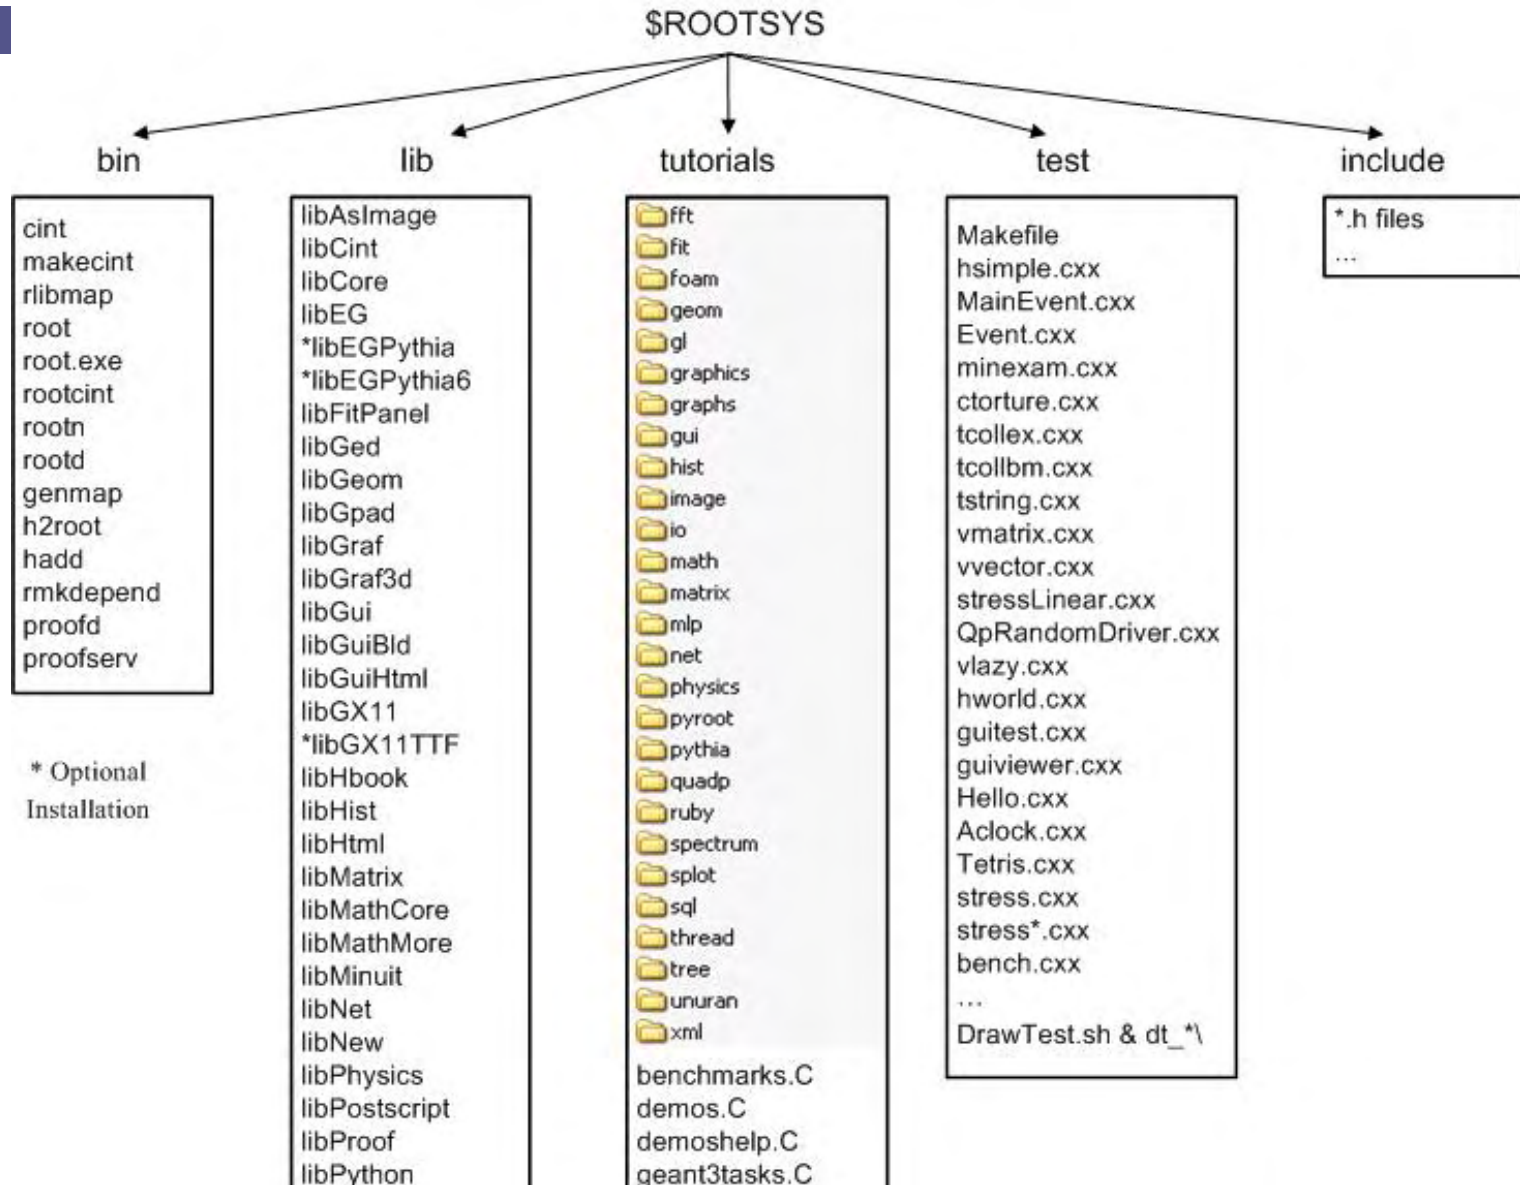 $ROOTSYS
bin
cint
makecint
rlibmap
root
root.exe
rootcint
rootn
rootd
genmap
h2root
hadd
rmkdepend
proofd
proofserv
* Optional
Installation
lib
libAsImage
libCint
libCore
libEG
*libEGPythia
*libEGPythia6
libFitPanel
libGed
libGeom
libGpad
libGraf
libGraf3d
libGui
libGuiBld
libGuiHtml
libGX11
*libGX11TTF
libHbook
libHist
libHtml
libMatrix
libMathCore
libMathMore
libMinuit
libNet
libNew
libPhysics
libPostscript
libProof
libPython
tutorials
fft
fit
foam
geom
gl
graphics
graphs
gui
hist
image
io
math
matrix
mlp
net
physics
pyroot
pythia
quadp
ruby
spectrum
splot
sql
thread
tree
unuran
xml
benchmarks.C
demos.C
demoshelp.C
geant3tasks.C
test
Makefile
hsimple.cxx
MainEvent.cxx
Event.cxx
minexam.cxx
ctorture.cxx
tcollex.cxx
tcollbm.cxx
tstring.cxx
vmatrix.cxx
vvector.cxx
stressLinear.cxx
QpRandomDriver.cxx
vlazy.cxx
hworld.cxx
guitest.cxx
guiviewer.cxx
Hello.cxx
Aclock.cxx
Tetris.cxx
stress.cxx
stress*.cxx
bench.cxx
...
DrawTest.sh & dt_*\
include
*.h files
...